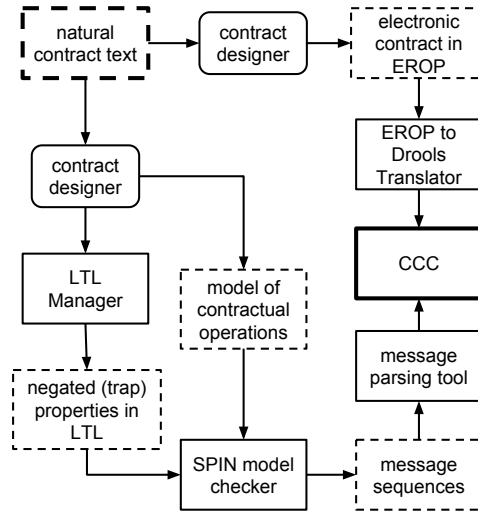 natural
contract text
contract
designer
electronic
contract in
EROP
EROP to
Drools
Translator
contract
designer
CCC
LTL
Manager
model of
contractual
operations
message
parsing tool
negated (trap)
properties in
LTL
SPIN model
checker
message
sequences